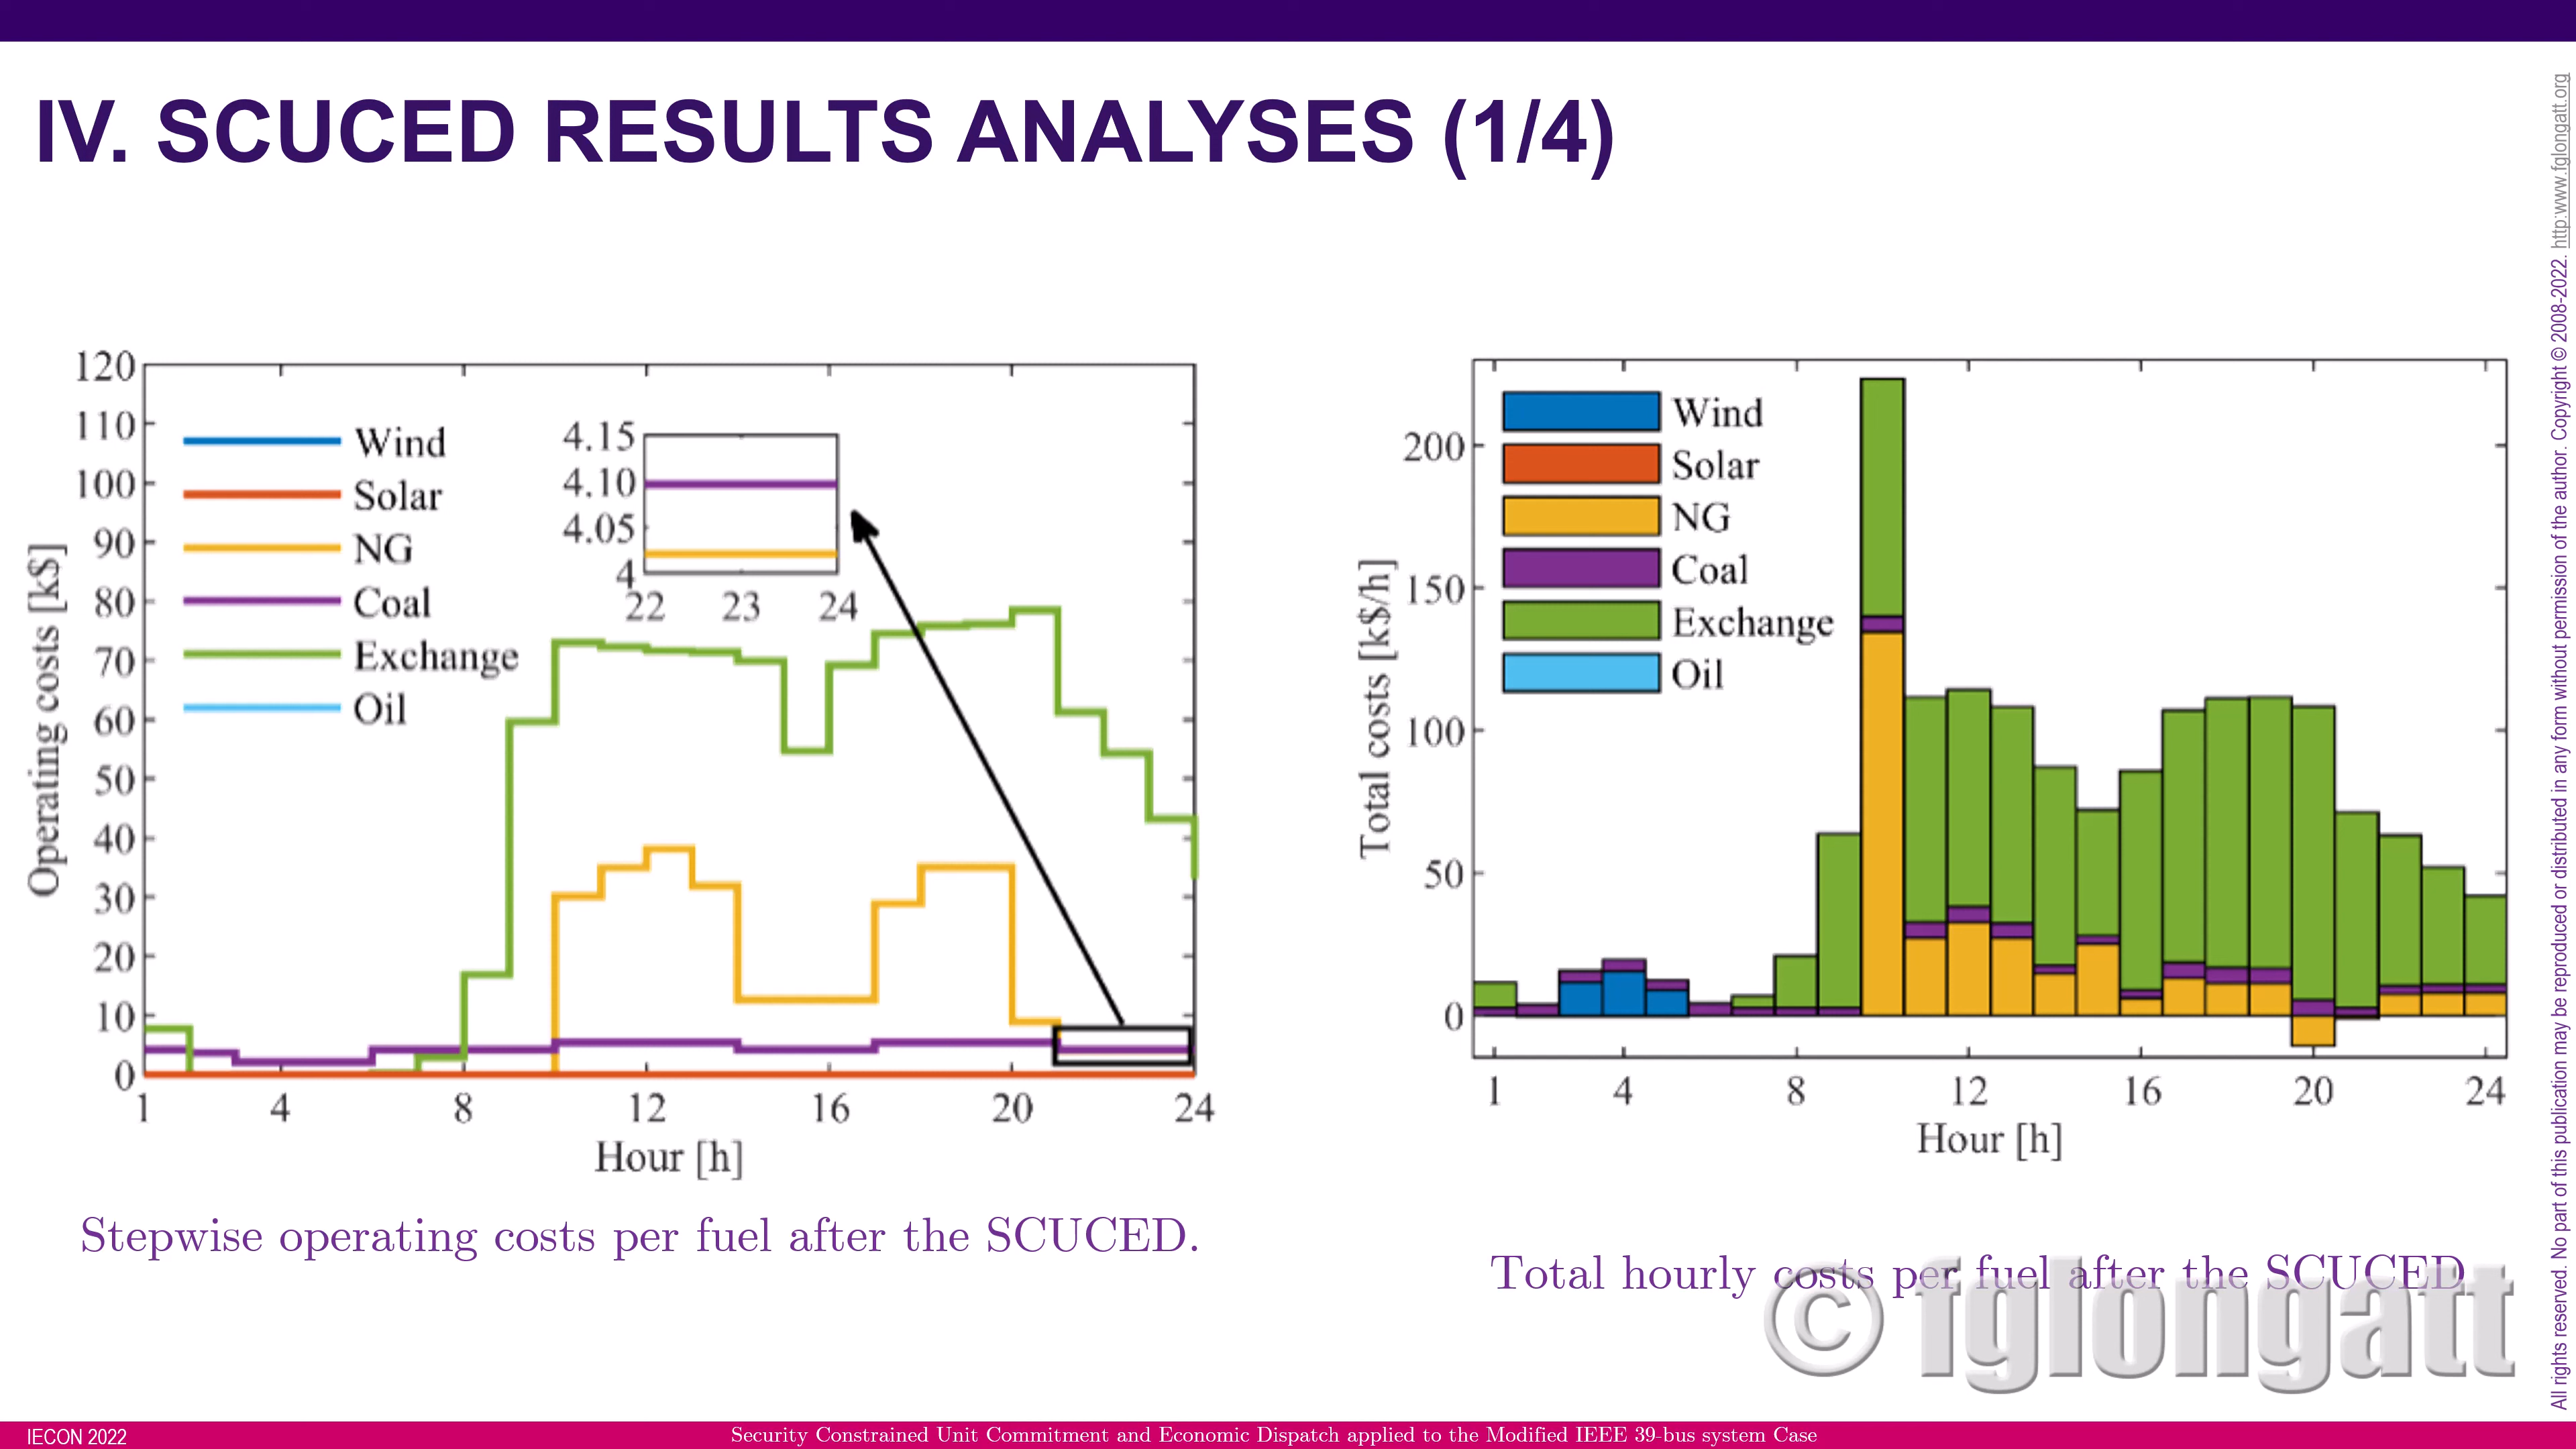 IV. SCUCED RESULTS ANALYSES (1/4)
120
110
100
90
80
70
60
50
40
30
20
10
0
Operating costs [k$]
Wind
Solar
NG
Coal
Exchange
Oil
4.15
4.10
4.05
4
22 23 24
1 4 8 12 16 20 24
Hour [h]
Stepwise operating costs per fuel after the SCUCED.
200
150
100
50
0
Total costs [k$/h]
Wind
Solar
NG
Coal
Exchange
Oil
1 4 8 12 16 20 24
Hour [h]
Total hourly costs per fuel after the SCUCED
© fglongatt
All rights reserved. No part of this publication may be reproduced or distributed in any form without permission of the author. Copyright © 2008-2022. http:www.fglongatt.org
IECON 2022
Security Constrained Unit Commitment and Economic Dispatch applied to the Modified IEEE 39-bus system Case